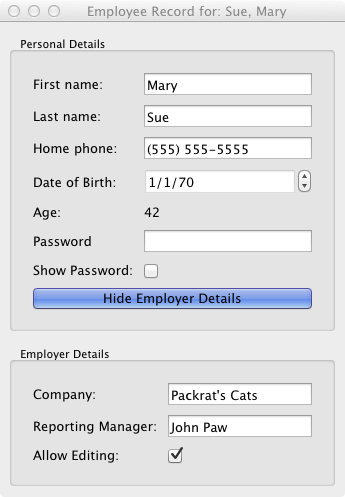 Employee Record for: Sue, Mary
Personal Details
First name: Mary
Last name: Sue
Home phone: (555) 555-5555
Date of Birth: 1/1/70
Age: 42
Password
Show Password:
Hide Employer Details
Employer Details
Company: Packrat's Cats
Reporting Manager: John Paw
Allow Editing: